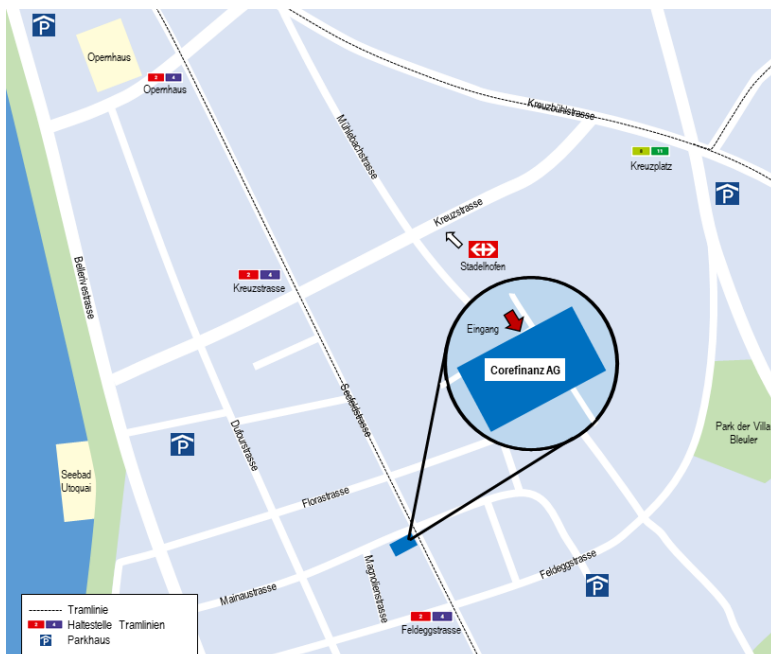 P
Opernhaus
2 4
Opernhaus
Kreuzbühlstrasse
Mühlebachstrasse
8 11
Kreuzplatz
P
Kreuzstrasse
Stadelhofen
2 4
Kreuzstrasse
Bellerivestrasse
Eingang
Corefinanz AG
Seefeldstrasse
Dufourstrasse
Park der Villa
Bleuler
P
Seebad
Utoquai
Florastrasse
Mainaustrasse
Magnolienstrasse
Feldeggstrasse
P
2 4
Feldeggstrasse
Tramlinie
2 4 Haltestelle Tramlinien
P Parkhaus